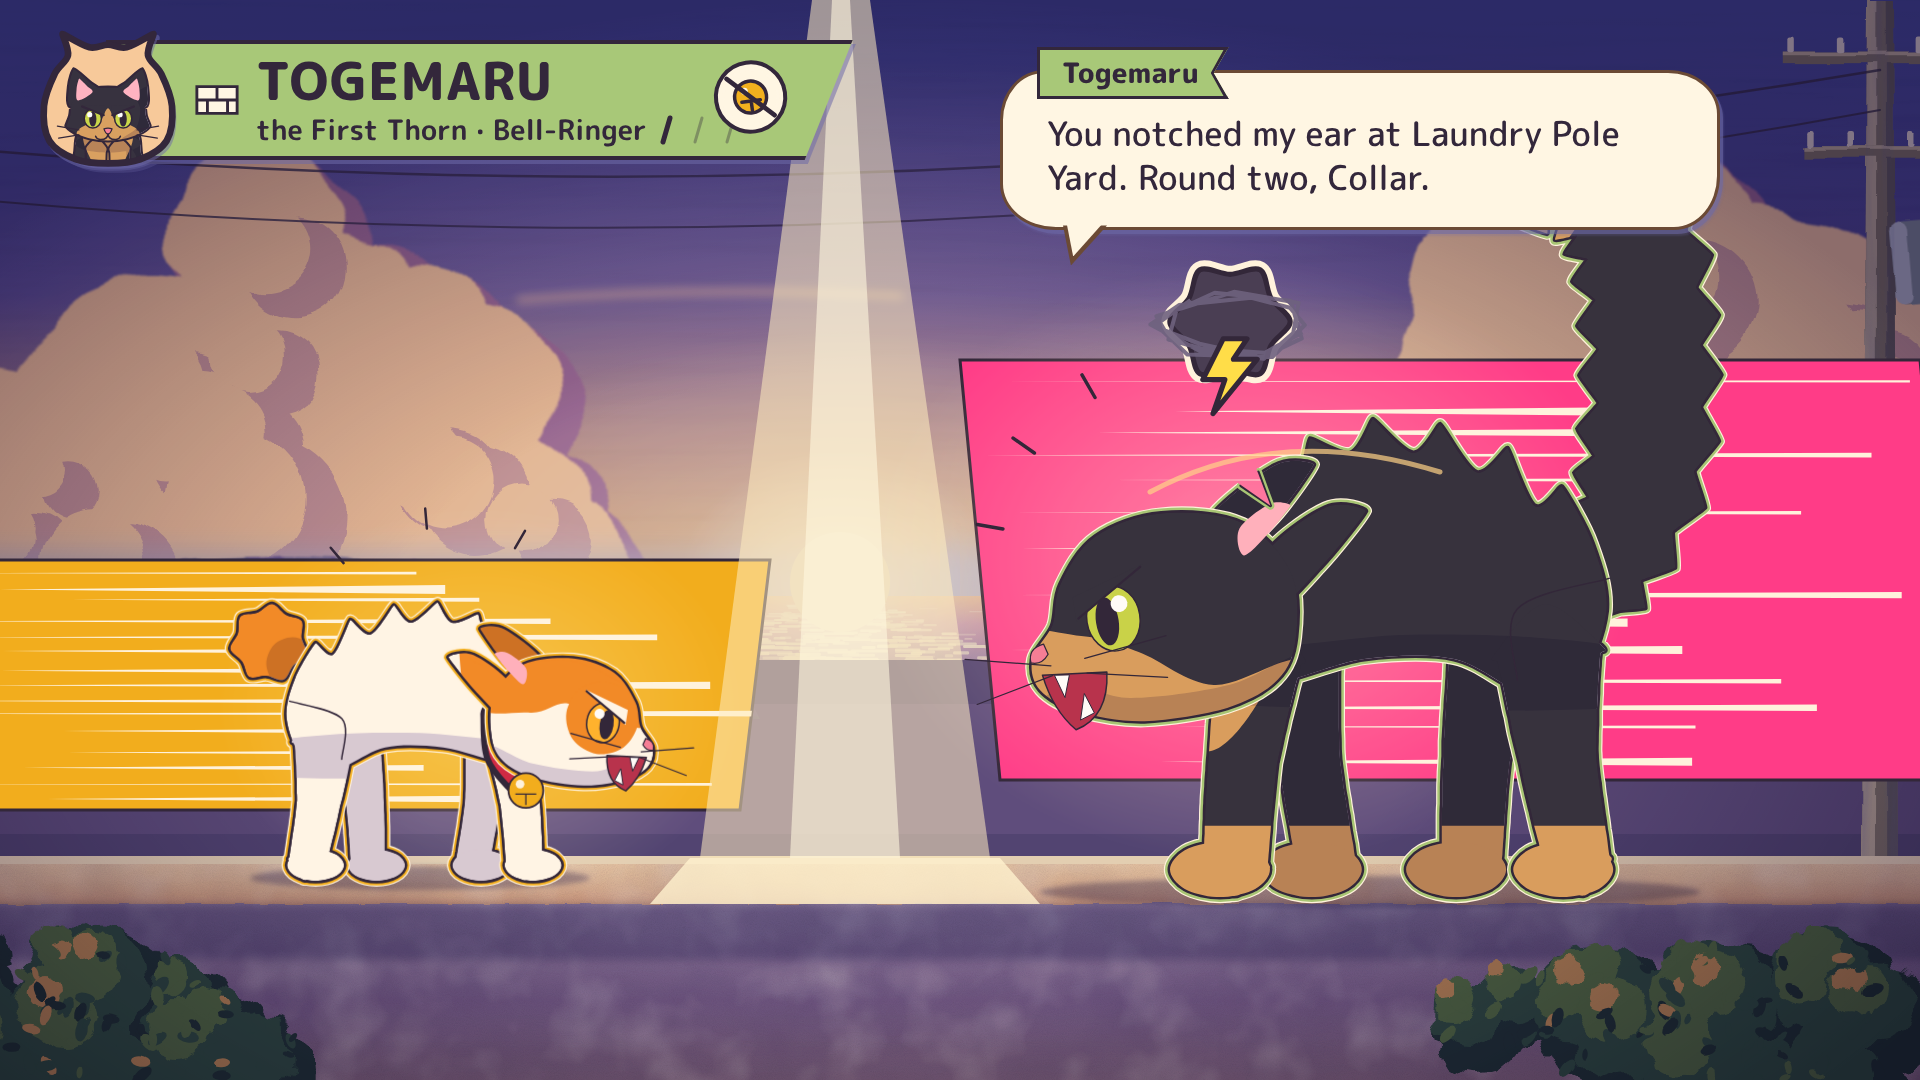 TOGEMARU
the First Thorn · Bell-Ringer
Togemaru
You notched my ear at Laundry Pole
Yard. Round two, Collar.